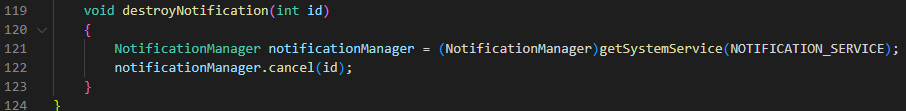 119 void destroyNotification(int id)
120 {
121 NotificationManager notificationManager = (NotificationManager)getSystemService(NOTIFICATION_SERVICE);
122 notificationManager.cancel(id);
123 }
124 }